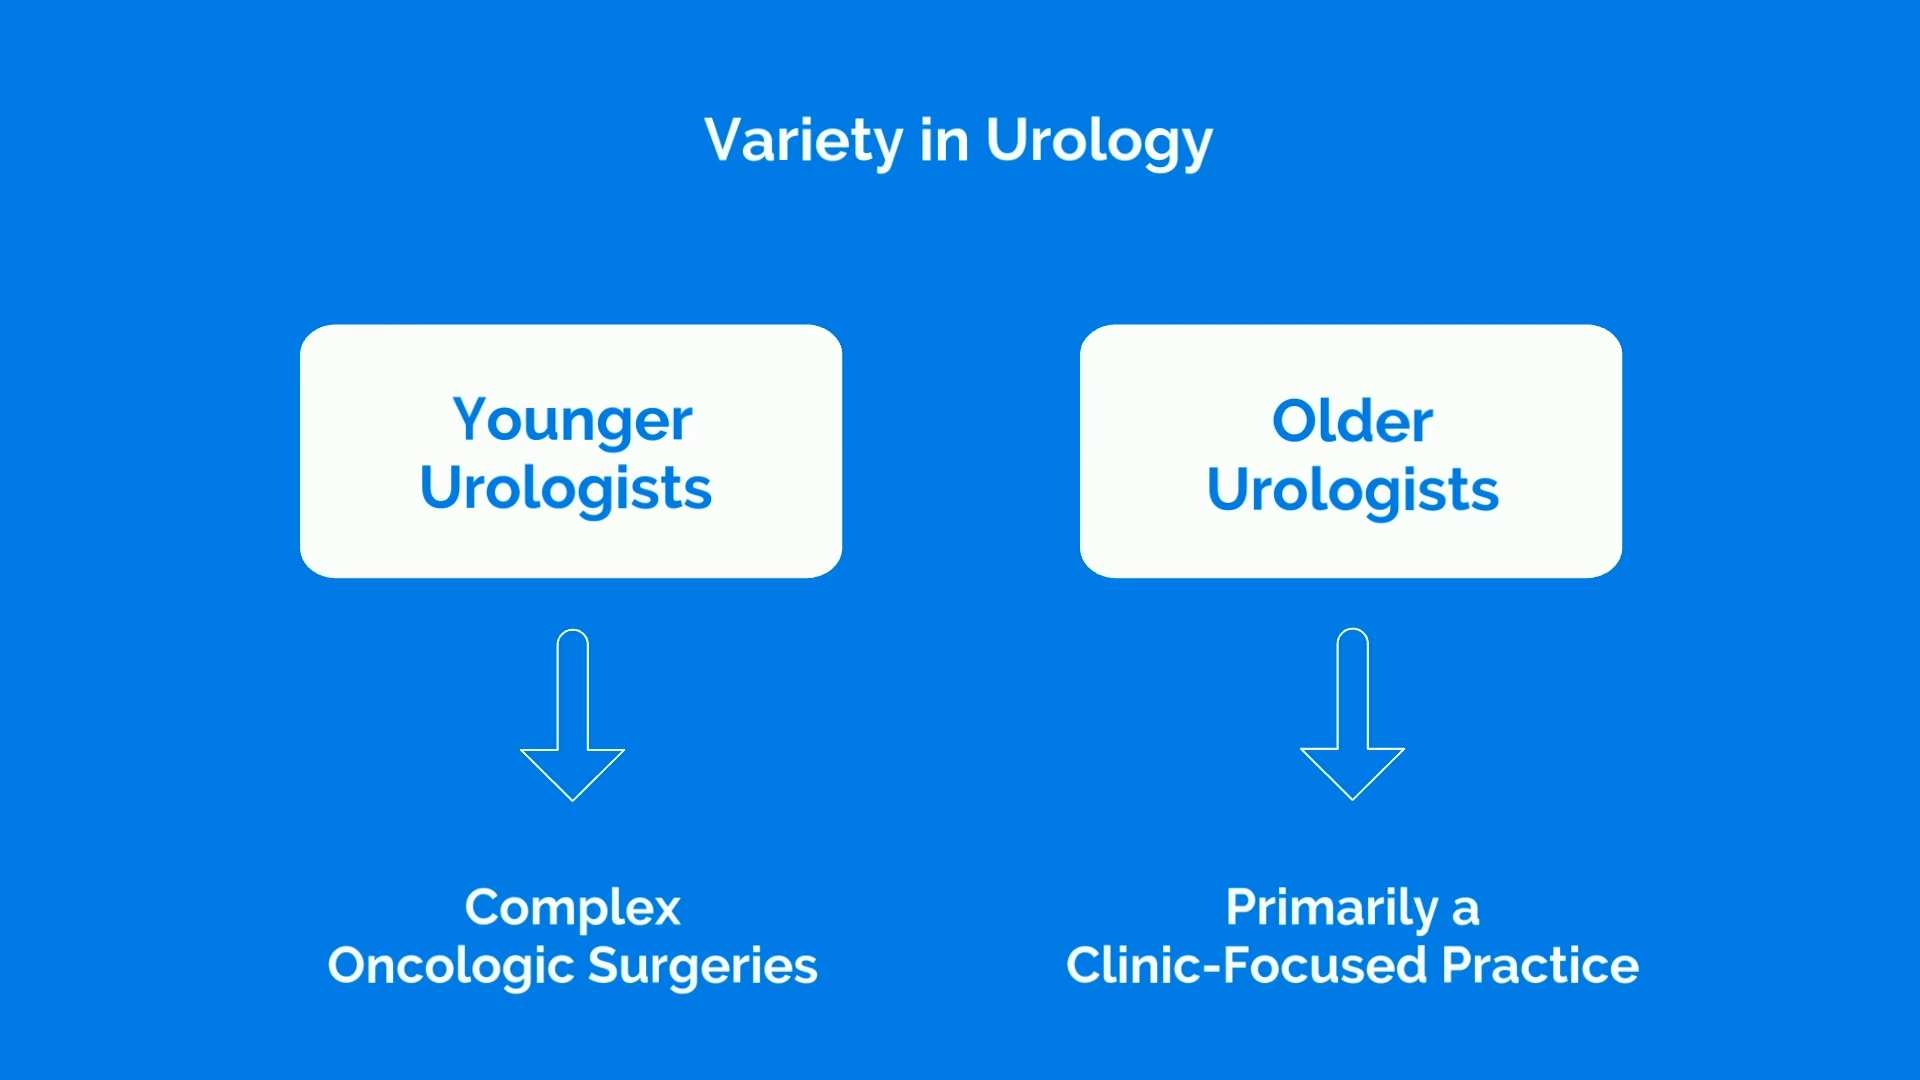 Variety in Urology
Younger
Urologists
Older
Urologists
Complex
Oncologic Surgeries
Primarily a
Clinic-Focused Practice